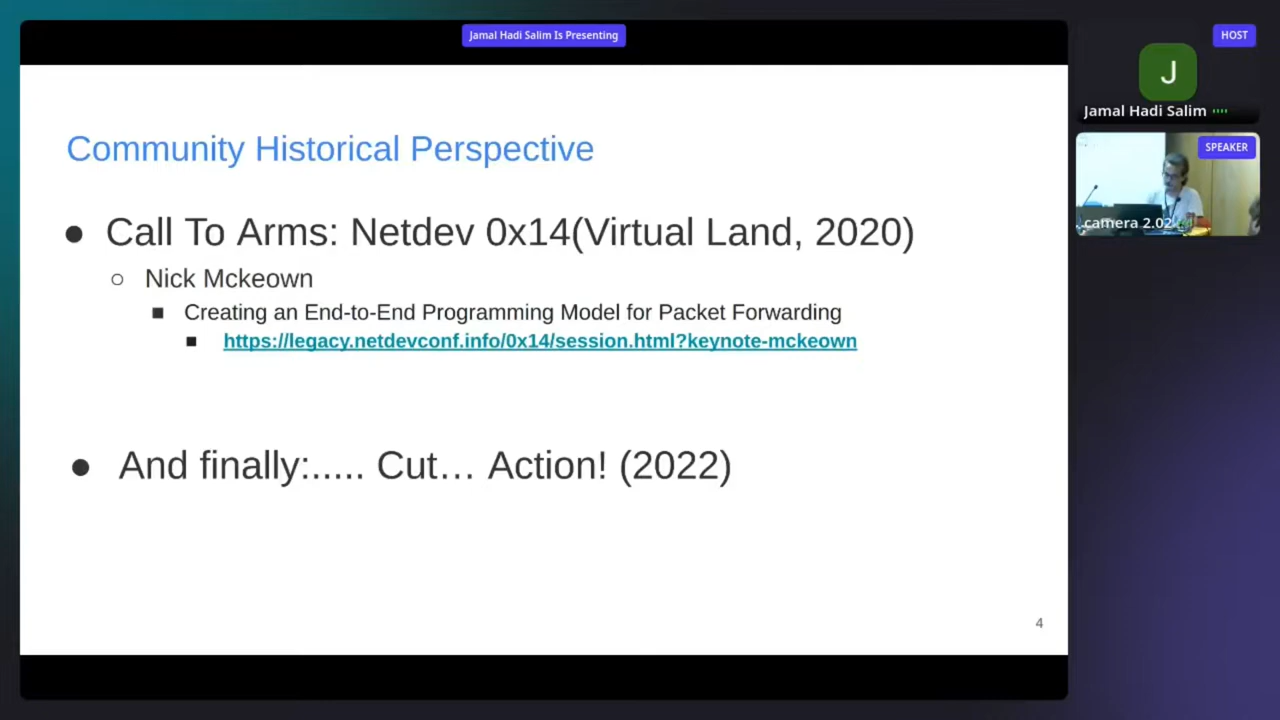 Jamal Hadi Salim Is Presenting
HOST
J
Jamal Hadi Salim
SPEAKER
camera 2.02
Community Historical Perspective
● Call To Arms: Netdev 0x14(Virtual Land, 2020)
○ Nick Mckeown
■ Creating an End-to-End Programming Model for Packet Forwarding
■ https://legacy.netdevconf.info/0x14/session.html?keynote-mckeown
● And finally:..... Cut… Action! (2022)
4